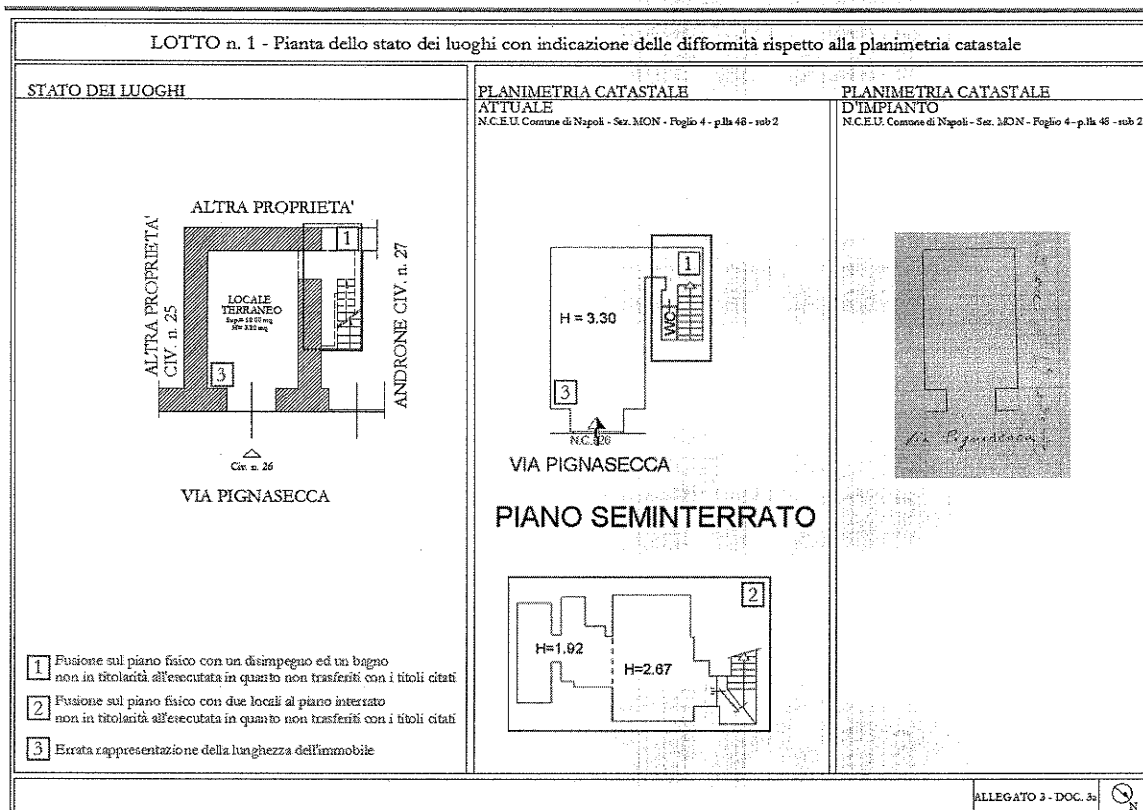 LOTTO n. 1 - Pianta dello stato dei luoghi con indicazione delle difformità rispetto alla planimetria catastale
STATO DEI LUOGHI
ALTRA PROPRIETA'
ALTRA PROPRIETA'
CIV. n. 25
1
LOCALE
TERRANEO
ANDRONE CIV. n. 27
3
Civ. n. 26
VIA PIGNASECCA
1 Fusione sul piano fisico con un disimpegno ed un bagno
non in titolarità all'esecutata in quanto non trasferiti con i titoli citati
2 Fusione sul piano fisico con due locali al piano interrato
non in titolarità all'esecutata in quanto non trasferiti con i titoli citati
3 Errata rappresentazione della lunghezza dell'immobile
PLANIMETRIA CATASTALE
ATTUALE
N.C.E.U. Comune di Napoli - Sez. MON - Foglio 4 - p.lla 48 - sub 2
1
H = 3.30
WC
3
N.C. 26
VIA PIGNASECCA
PIANO SEMINTERRATO
2
H=1.92
H=2.67
PLANIMETRIA CATASTALE
D'IMPIANTO
N.C.E.U. Comune di Napoli - Sez. MON - Foglio 4 - p.lla 48 - sub 2
Via Pignasecca
ALLEGATO 3 - DOC. 3a
N